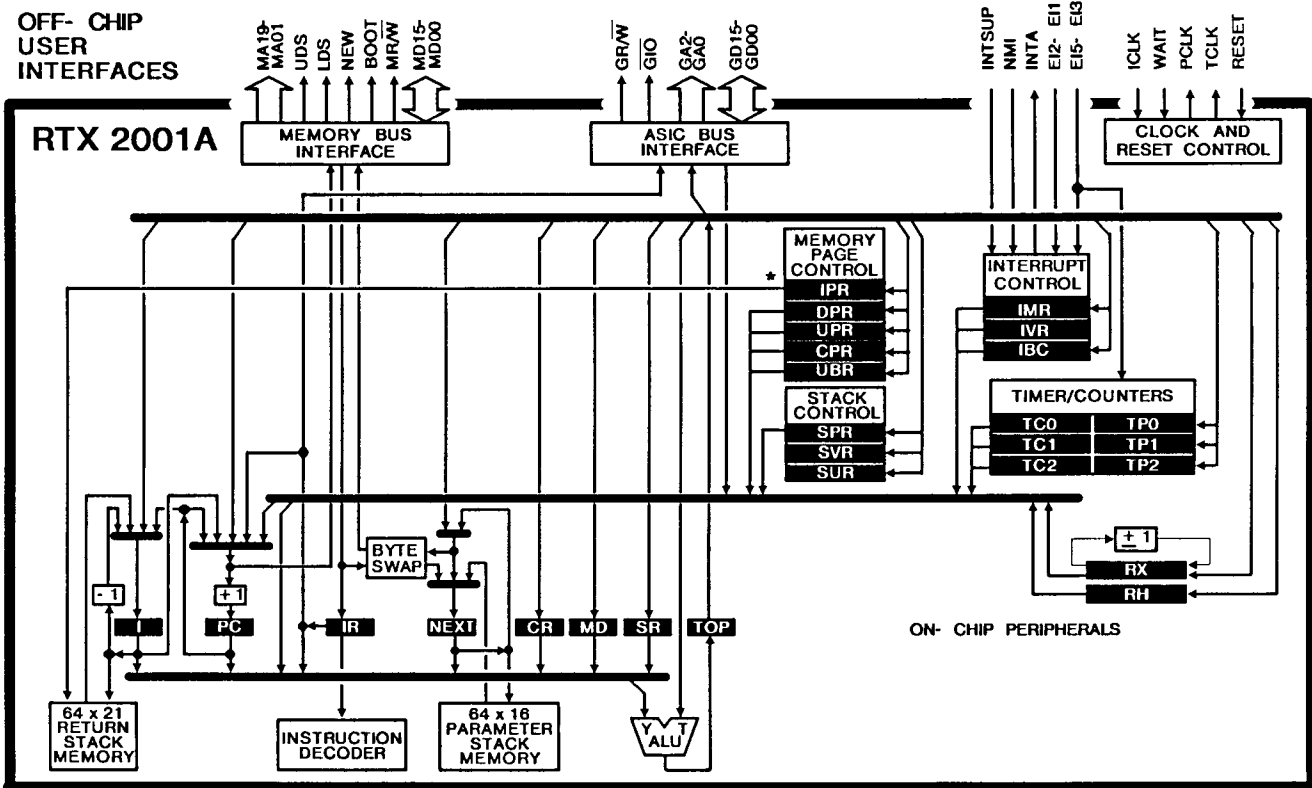 OFF- CHIP
USER
INTERFACES
MA19-
MA01
UDS
LDS
NEW
BOOT
MR/W
MD15-
MD00
GR/W
GIO
GA2-
GA0
GD15-
GD00
INTSUP
NMI
INTA
EI2- EI1
EI5- EI3
ICLK
WAIT
PCLK
TCLK
RESET
RTX 2001A
MEMORY BUS
INTERFACE
ASIC BUS
INTERFACE
CLOCK AND
RESET CONTROL
MEMORY
PAGE
CONTROL
*
IPR
DPR
UPR
CPR
UBR
STACK
CONTROL
SPR
SVR
SUR
INTERRUPT
CONTROL
IMR
IVR
IBC
TIMER/COUNTERS
TC0 TP0
TC1 TP1
TC2 TP2
± 1
RX
RH
ON- CHIP PERIPHERALS
BYTE
SWAP
- 1
+ 1
I
PC
IR
NEXT
CR
MD
SR
TOP
64 x 21
RETURN
STACK
MEMORY
INSTRUCTION
DECODER
64 x 16
PARAMETER
STACK
MEMORY
Y T
ALU